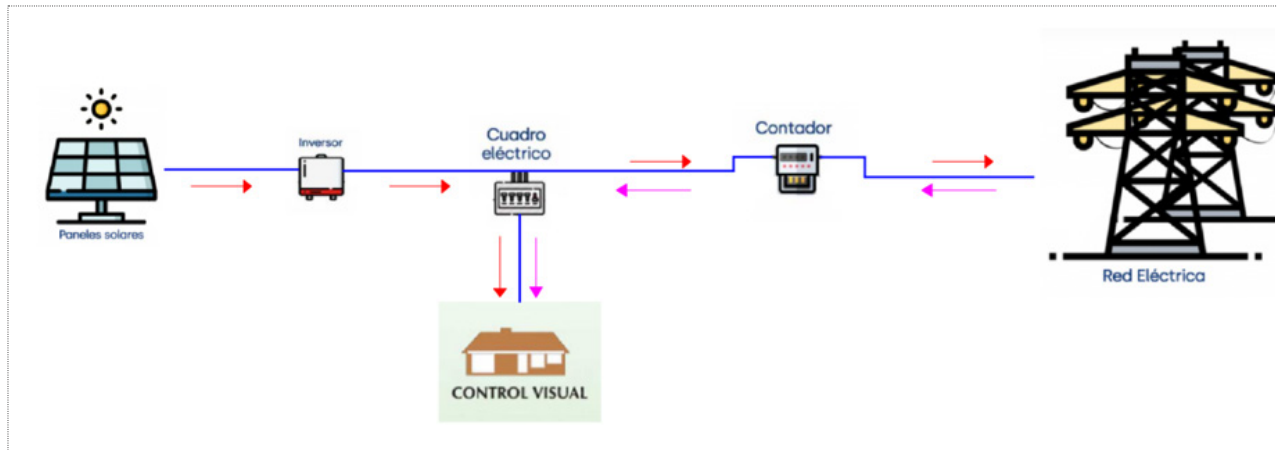 Paneles solares
Inversor
Cuadro
eléctrico
Contador
Red Eléctrica
CONTROL VISUAL